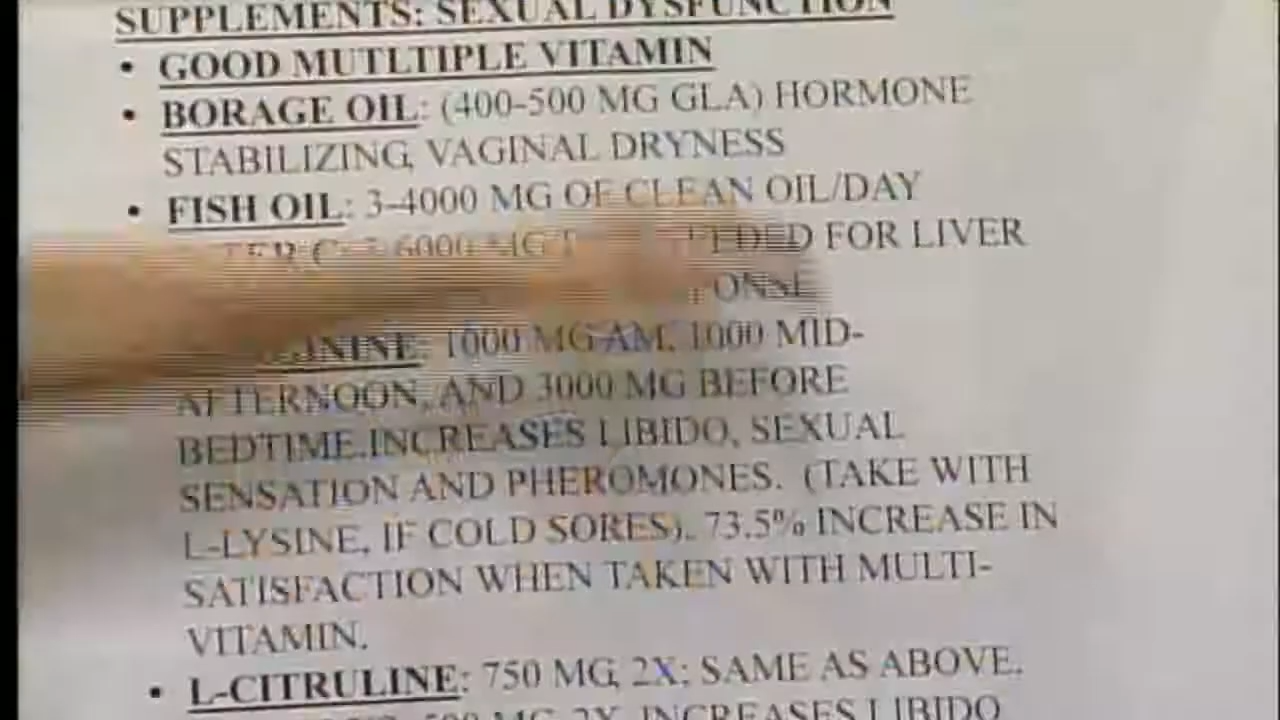 SUPPLEMENTS: SEXUAL DYSFUNCTION
• GOOD MUTLTIPLE VITAMIN
• BORAGE OIL: (400-500 MG GLA) HORMONE
STABILIZING, VAGINAL DRYNESS
• FISH OIL: 3-4000 MG OF CLEAN OIL/DAY
FOR LIVER
1000 MG AM, 1000 MID-
AFTERNOON, AND 3000 MG BEFORE
BEDTIME.INCREASES LIBIDO, SEXUAL
SENSATION AND PHEROMONES. (TAKE WITH
L-LYSINE, IF COLD SORES). 73.5% INCREASE IN
SATISFACTION WHEN TAKEN WITH MULTI-
VITAMIN.
• L-CITRULINE: 750 MG, 2X; SAME AS ABOVE.
INCREASES LIBIDO